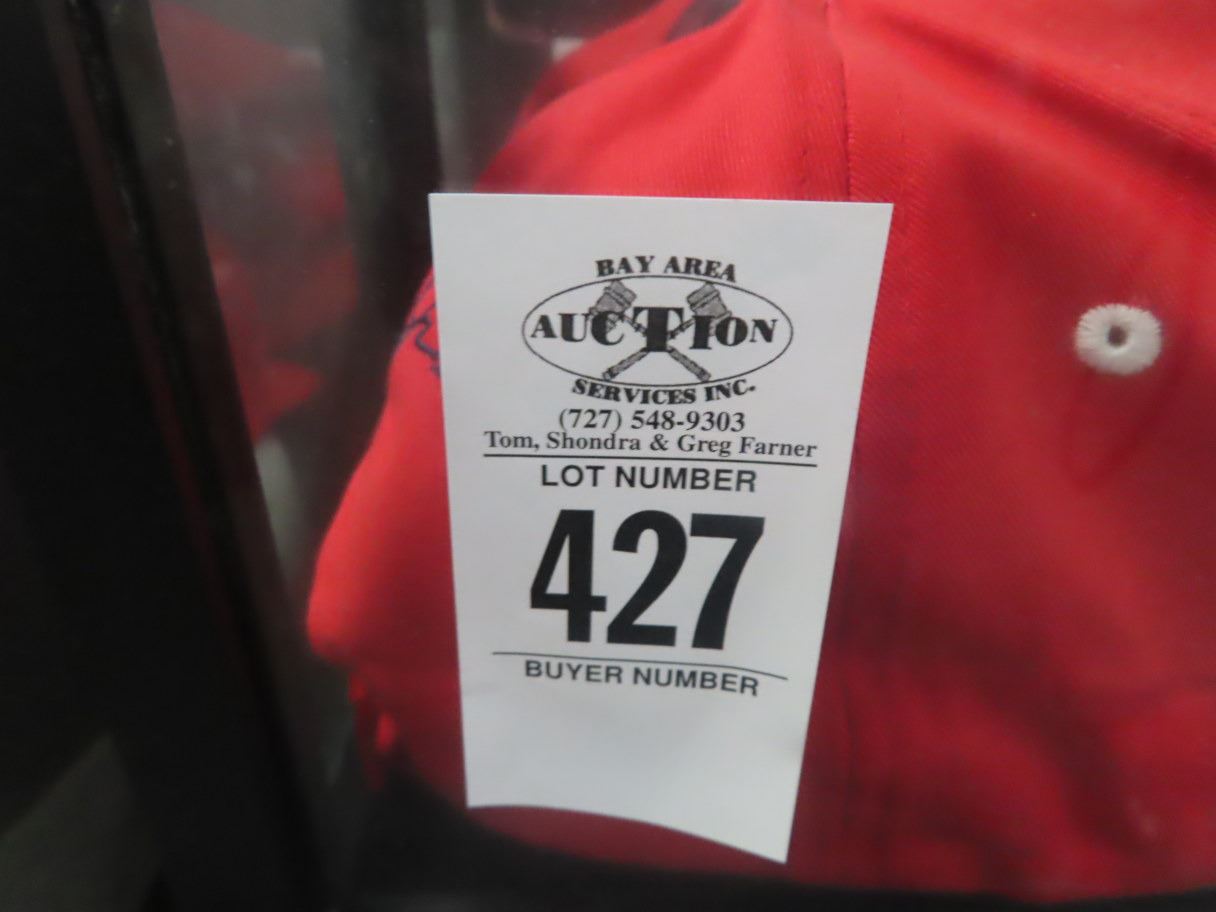 BAY AREA
AUCTION
SERVICES INC.
(727) 548-9303
Tom, Shondra & Greg Farner
LOT NUMBER
427
BUYER NUMBER